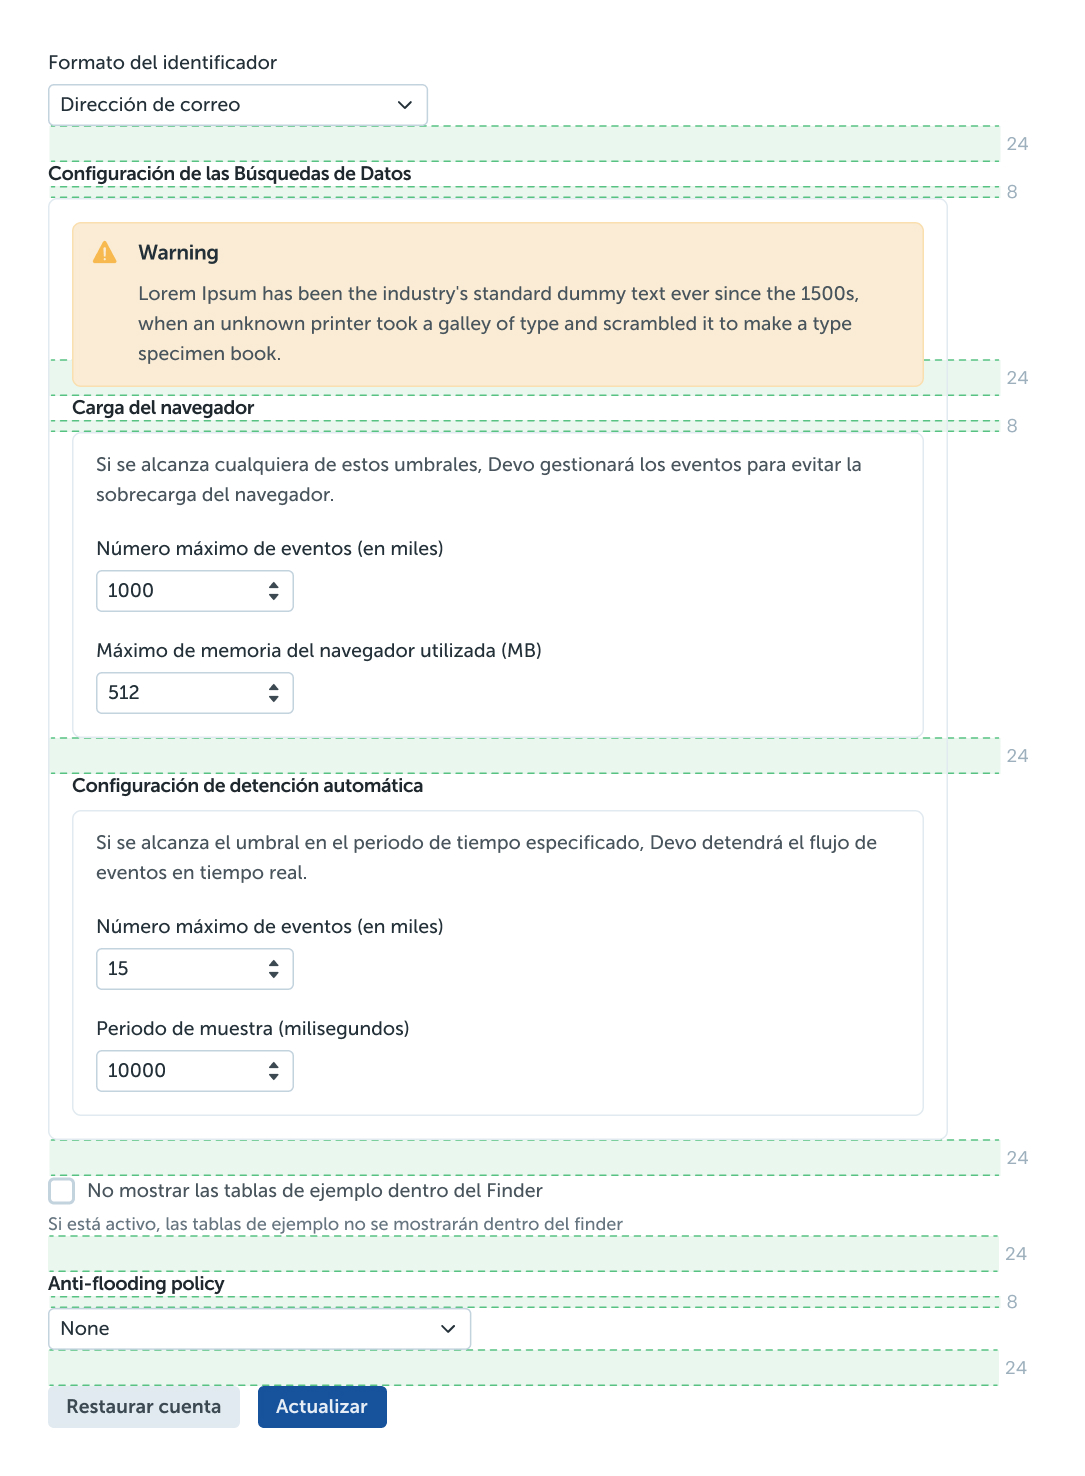 Formato del identificador
Dirección de correo
24
Configuración de las Búsquedas de Datos
8
Warning
Lorem Ipsum has been the industry's standard dummy text ever since the 1500s,
when an unknown printer took a galley of type and scrambled it to make a type
specimen book.
24
Carga del navegador
8
Si se alcanza cualquiera de estos umbrales, Devo gestionará los eventos para evitar la
sobrecarga del navegador.
Número máximo de eventos (en miles)
1000
Máximo de memoria del navegador utilizada (MB)
512
24
Configuración de detención automática
Si se alcanza el umbral en el periodo de tiempo especificado, Devo detendrá el flujo de
eventos en tiempo real.
Número máximo de eventos (en miles)
15
Periodo de muestra (milisegundos)
10000
24
No mostrar las tablas de ejemplo dentro del Finder
Si está activo, las tablas de ejemplo no se mostrarán dentro del finder
24
Anti-flooding policy
8
None
24
Restaurar cuenta Actualizar